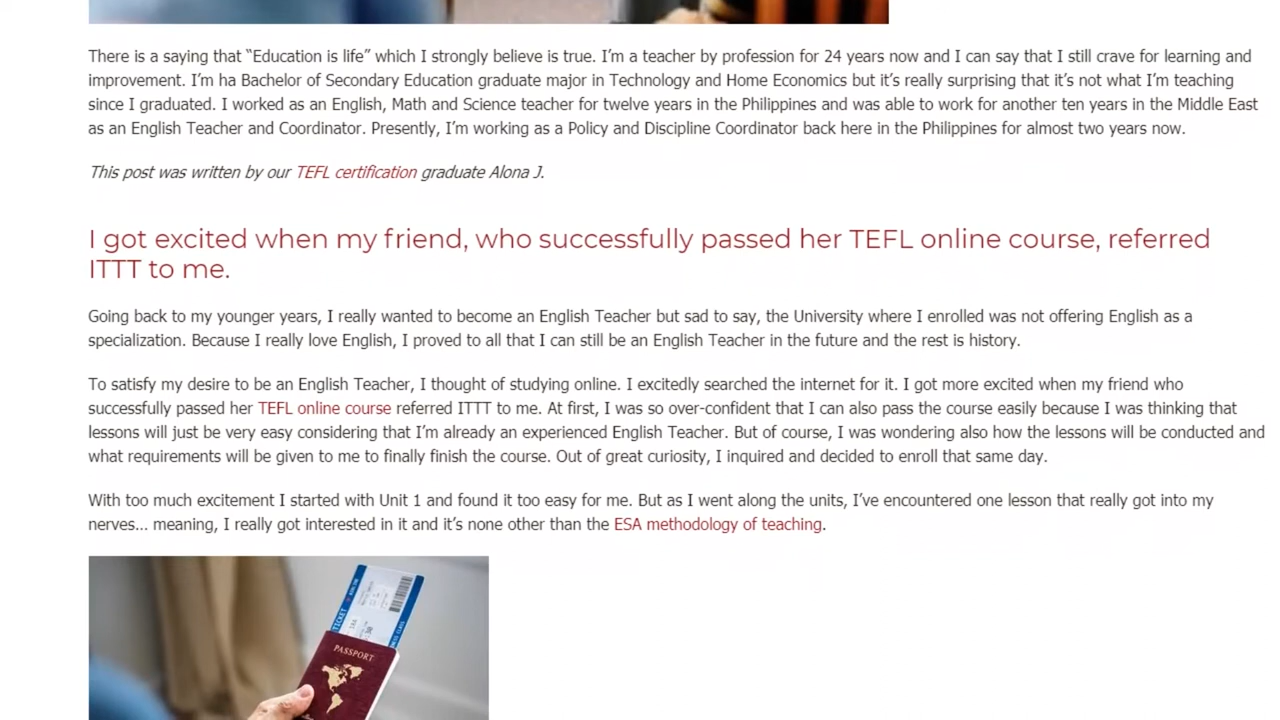 There is a saying that “Education is life” which I strongly believe is true. I’m a teacher by profession for 24 years now and I can say that I still crave for learning and
improvement. I’m ha Bachelor of Secondary Education graduate major in Technology and Home Economics but it’s really surprising that it’s not what I’m teaching
since I graduated. I worked as an English, Math and Science teacher for twelve years in the Philippines and was able to work for another ten years in the Middle East
as an English Teacher and Coordinator. Presently, I’m working as a Policy and Discipline Coordinator back here in the Philippines for almost two years now.
This post was written by our TEFL certification graduate Alona J.
I got excited when my friend, who successfully passed her TEFL online course, referred
ITTT to me.
Going back to my younger years, I really wanted to become an English Teacher but sad to say, the University where I enrolled was not offering English as a
specialization. Because I really love English, I proved to all that I can still be an English Teacher in the future and the rest is history.
To satisfy my desire to be an English Teacher, I thought of studying online. I excitedly searched the internet for it. I got more excited when my friend who
successfully passed her TEFL online course referred ITTT to me. At first, I was so over-confident that I can also pass the course easily because I was thinking that
lessons will just be very easy considering that I’m already an experienced English Teacher. But of course, I was wondering also how the lessons will be conducted and
what requirements will be given to me to finally finish the course. Out of great curiosity, I inquired and decided to enroll that same day.
With too much excitement I started with Unit 1 and found it too easy for me. But as I went along the units, I’ve encountered one lesson that really got into my
nerves… meaning, I really got interested in it and it’s none other than the ESA methodology of teaching.
TICKET
PASSPORT